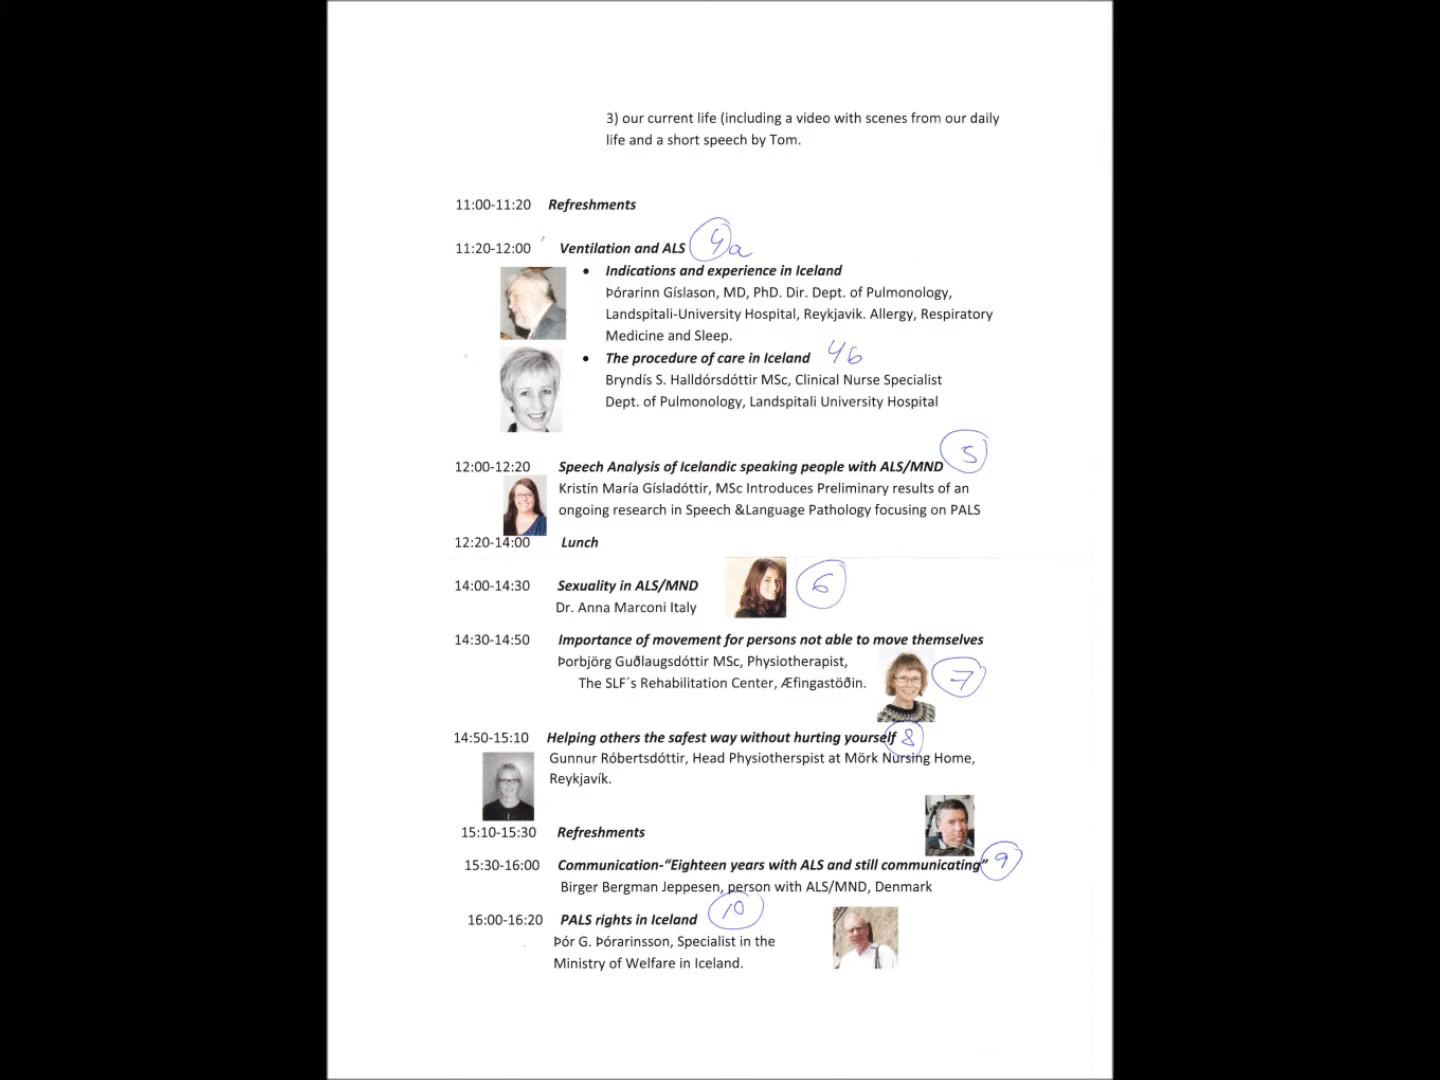 3) our current life (including a video with scenes from our daily
life and a short speech by Tom.
11:00-11:20 Refreshments
11:20-12:00 Ventilation and ALS 4a
• Indications and experience in Iceland
Þórarinn Gíslason, MD, PhD. Dir. Dept. of Pulmonology,
Landspitali-University Hospital, Reykjavik. Allergy, Respiratory
Medicine and Sleep.
• The procedure of care in Iceland 4b
Bryndís S. Halldórsdóttir MSc, Clinical Nurse Specialist
Dept. of Pulmonology, Landspitali University Hospital
12:00-12:20 Speech Analysis of Icelandic speaking people with ALS/MND 5
Kristín María Gísladóttir, MSc Introduces Preliminary results of an
ongoing research in Speech &Language Pathology focusing on PALS
12:20-14:00 Lunch
14:00-14:30 Sexuality in ALS/MND 6
Dr. Anna Marconi Italy
14:30-14:50 Importance of movement for persons not able to move themselves
Þorbjörg Guðlaugsdóttir MSc, Physiotherapist, 7
The SLF´s Rehabilitation Center, Æfingastöðin.
14:50-15:10 Helping others the safest way without hurting yourself 8
Gunnur Róbertsdóttir, Head Physiotherspist at Mörk Nursing Home,
Reykjavík.
15:10-15:30 Refreshments
15:30-16:00 Communication-“Eighteen years with ALS and still communicating” 9
Birger Bergman Jeppesen, person with ALS/MND, Denmark
16:00-16:20 PALS rights in Iceland 10
Þór G. Þórarinsson, Specialist in the
Ministry of Welfare in Iceland.